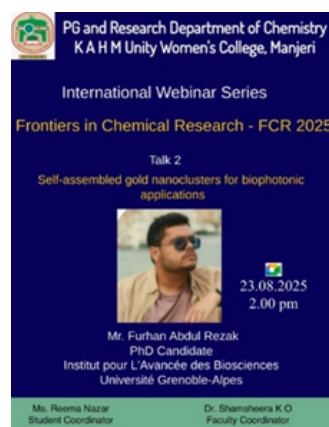 PG and Research Department of Chemistry
K A H M Unity Women's College, Manjeri
International Webinar Series
Frontiers in Chemical Research - FCR 2025
Talk 2
Self-assembled gold nanoclusters for biophotonic
applications
23.08.2025
2.00 pm
Mr. Furhan Abdul Rezak
PhD Candidate
Institut pour L'Avancée des Biosciences
Université Grenoble-Alpes
Ms. Reema Nazar
Student Coordinator
Dr. Shamsheera K O
Faculty Coordinator